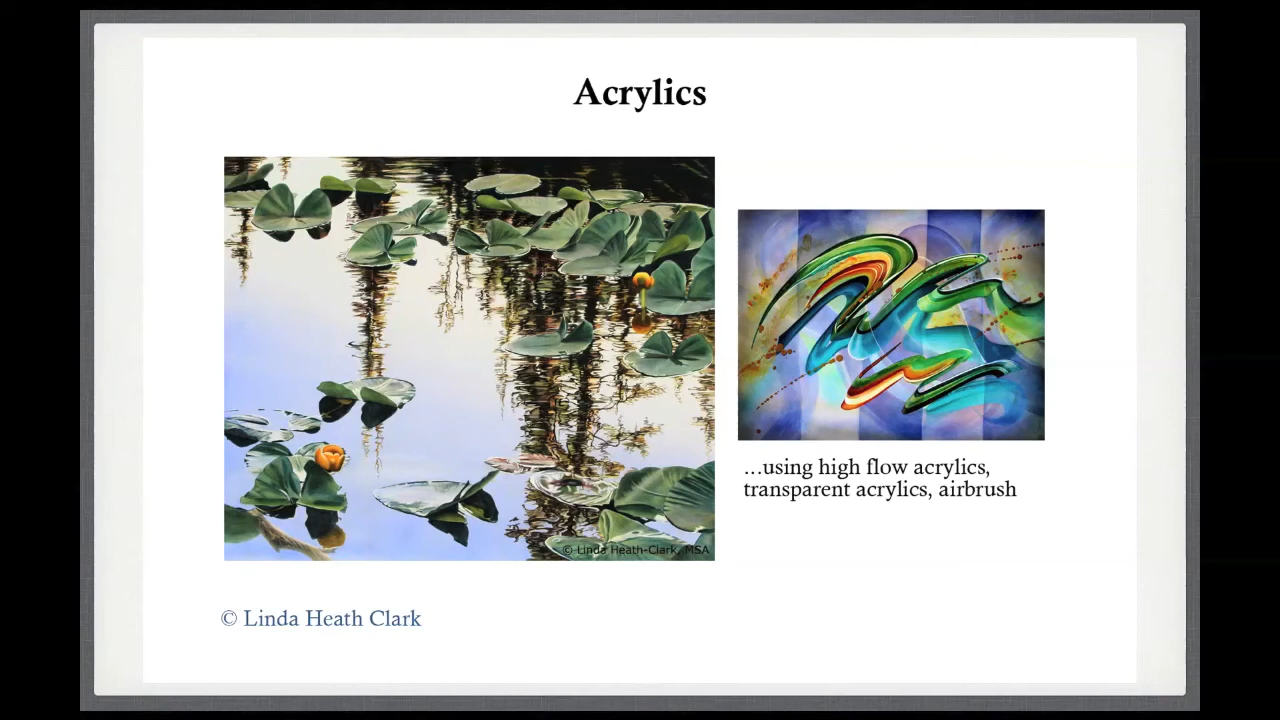 Acrylics
…using high flow acrylics,
transparent acrylics, airbrush
© Linda Heath-Clark, MSA
© Linda Heath Clark